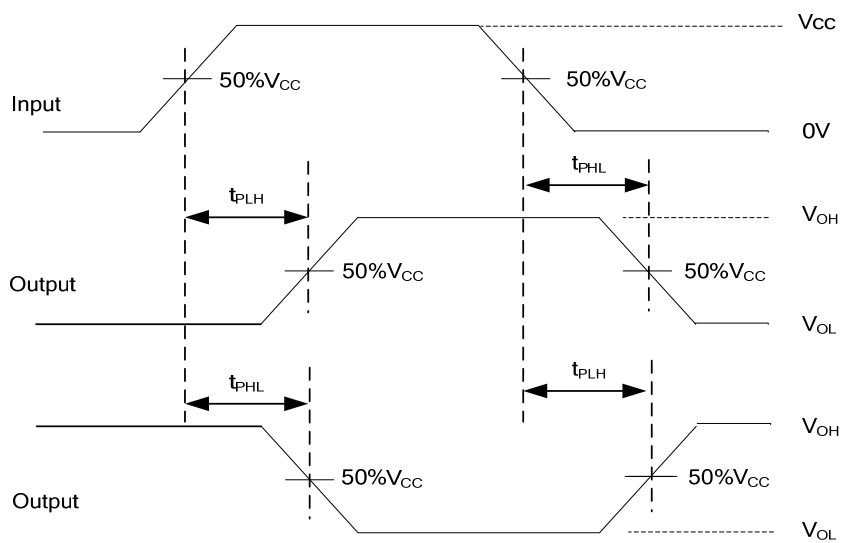 Vcc
50%VCC 50%VCC
Input
0V
tPHL
tPLH
VOH
50%VCC 50%VCC
Output
VOL
tPLH
tPHL
VOH
50%VCC 50%VCC
Output
VOL